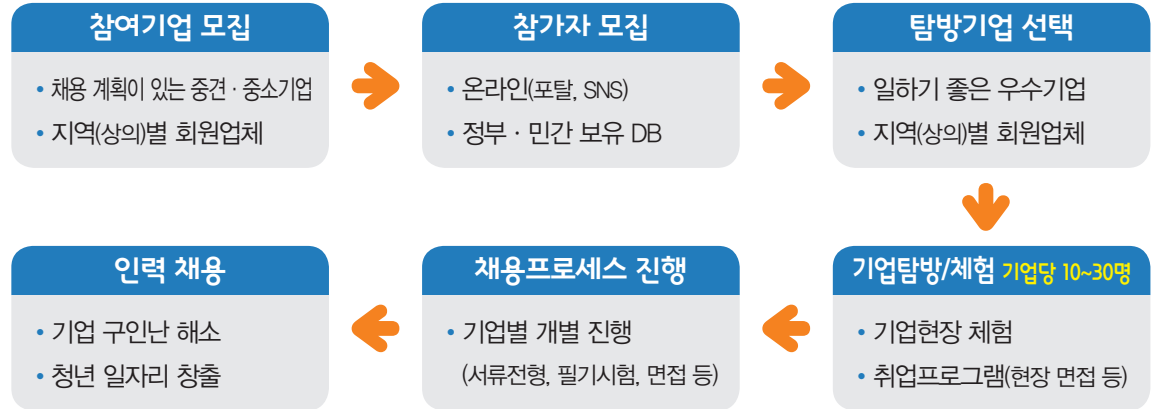 참여기업 모집
• 채용 계획이 있는 중견 · 중소기업
• 지역(상의)별 회원업체
참가자 모집
• 온라인(포탈, SNS)
• 정부 · 민간 보유 DB
탐방기업 선택
• 일하기 좋은 우수기업
• 지역(상의)별 회원업체
기업탐방/체험 기업당 10~30명
• 기업현장 체험
• 취업프로그램(현장 면접 등)
채용프로세스 진행
• 기업별 개별 진행
(서류전형, 필기시험, 면접 등)
인력 채용
• 기업 구인난 해소
• 청년 일자리 창출